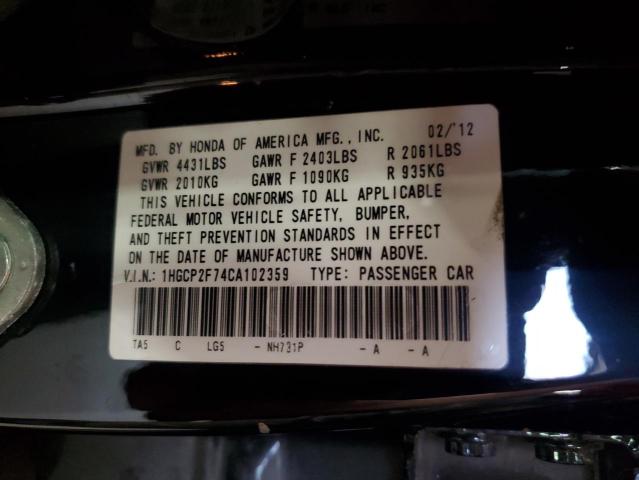 MFD. BY HONDA OF AMERICA MFG., INC. 02/'12
GVWR 4431LBS GAWR F 2403LBS R 2061LBS
GVWR 2010KG GAWR F 1090KG R 935KG
THIS VEHICLE CONFORMS TO ALL APPLICABLE
FEDERAL MOTOR VEHICLE SAFETY, BUMPER,
AND THEFT PREVENTION STANDARDS IN EFFECT
ON THE DATE OF MANUFACTURE SHOWN ABOVE.
V.I.N.: 1HGCP2F74CA102359 TYPE: PASSENGER CAR
TA5 C LG5 - NH731P - A - A